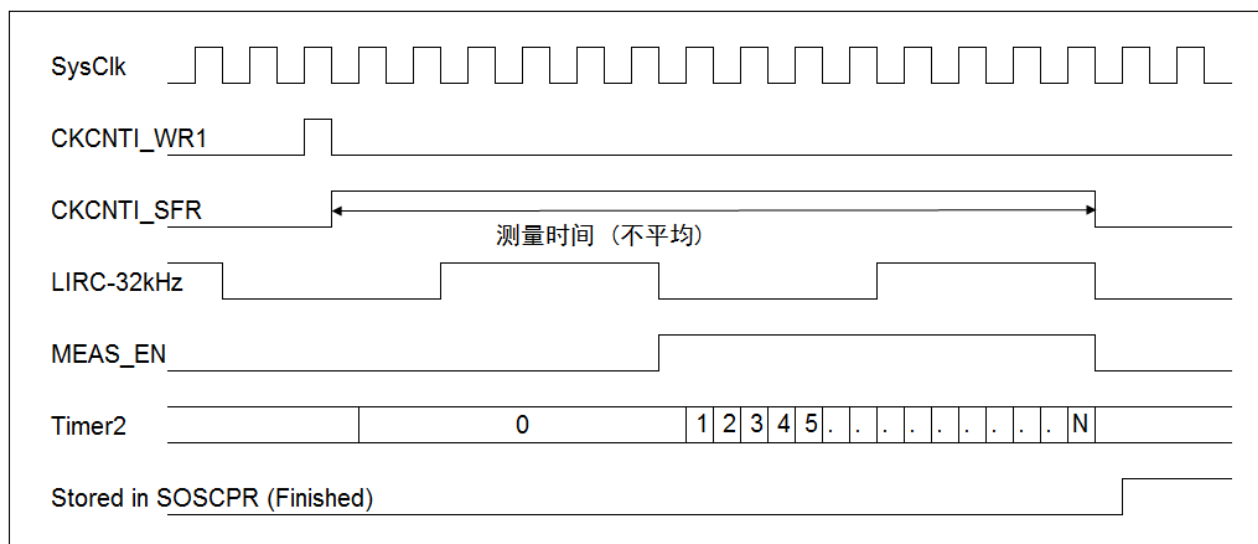 SysClk
CKCNTI_WR1
CKCNTI_SFR
测量时间 (不平均)
LIRC-32kHz
MEAS_EN
Timer2 0 1 2 3 4 5 . . . . . . . . . N
Stored in SOSCPR (Finished)